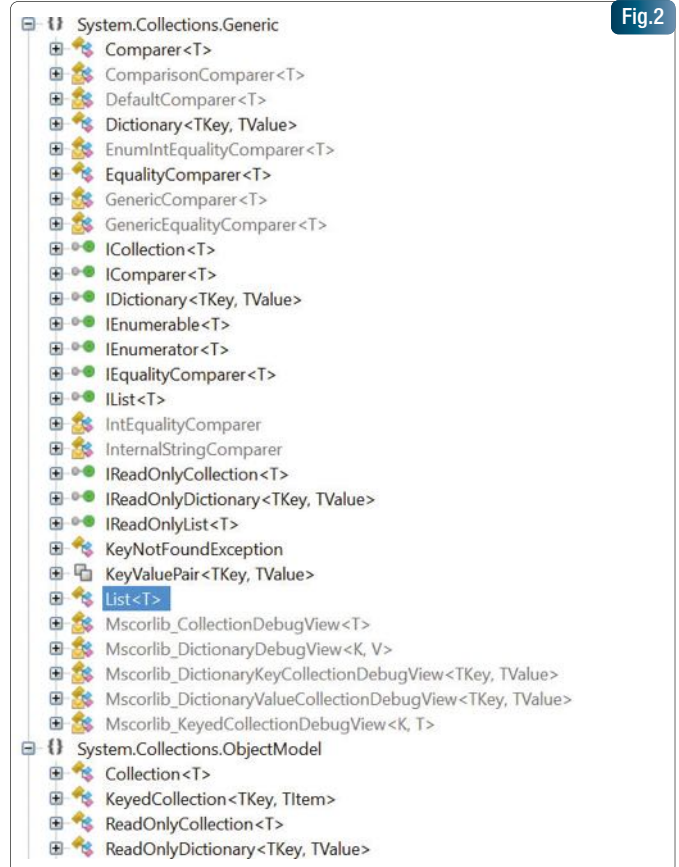 Fig.2
{} System.Collections.Generic
Comparer<T>
ComparisonComparer<T>
DefaultComparer<T>
Dictionary<TKey, TValue>
EnumIntEqualityComparer<T>
EqualityComparer<T>
GenericComparer<T>
GenericEqualityComparer<T>
ICollection<T>
IComparer<T>
IDictionary<TKey, TValue>
IEnumerable<T>
IEnumerator<T>
IEqualityComparer<T>
IList<T>
IntEqualityComparer
InternalStringComparer
IReadOnlyCollection<T>
IReadOnlyDictionary<TKey, TValue>
IReadOnlyList<T>
KeyNotFoundException
KeyValuePair<TKey, TValue>
List<T>
Mscorlib_CollectionDebugView<T>
Mscorlib_DictionaryDebugView<K, V>
Mscorlib_DictionaryKeyCollectionDebugView<TKey, TValue>
Mscorlib_DictionaryValueCollectionDebugView<TKey, TValue>
Mscorlib_KeyedCollectionDebugView<K, T>
{} System.Collections.ObjectModel
Collection<T>
KeyedCollection<TKey, TItem>
ReadOnlyCollection<T>
ReadOnlyDictionary<TKey, TValue>